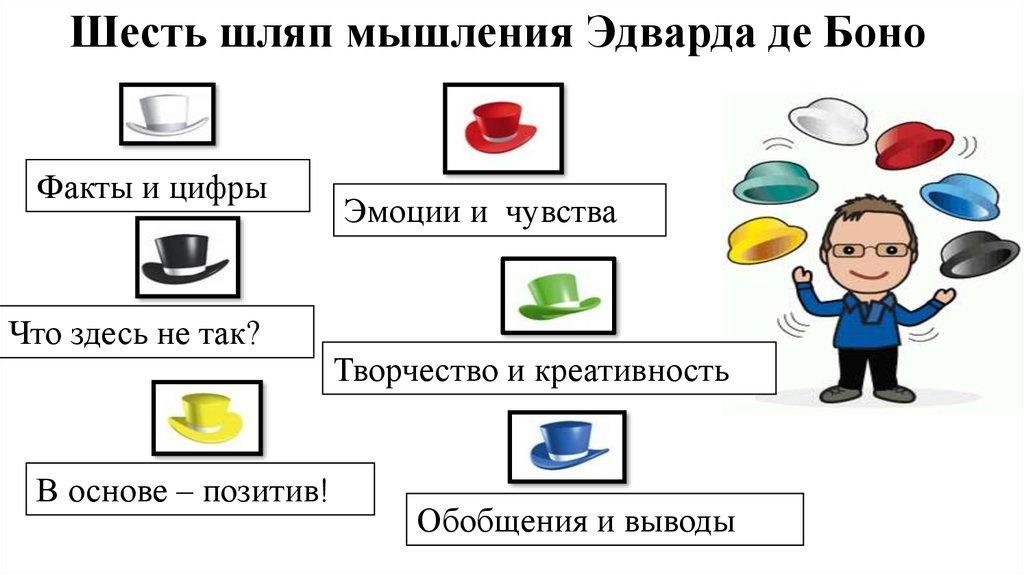 Шесть шляп мышления Эдварда де Боно
Факты и цифры
Эмоции и чувства
Что здесь не так?
Творчество и креативность
В основе – позитив!
Обобщения и выводы